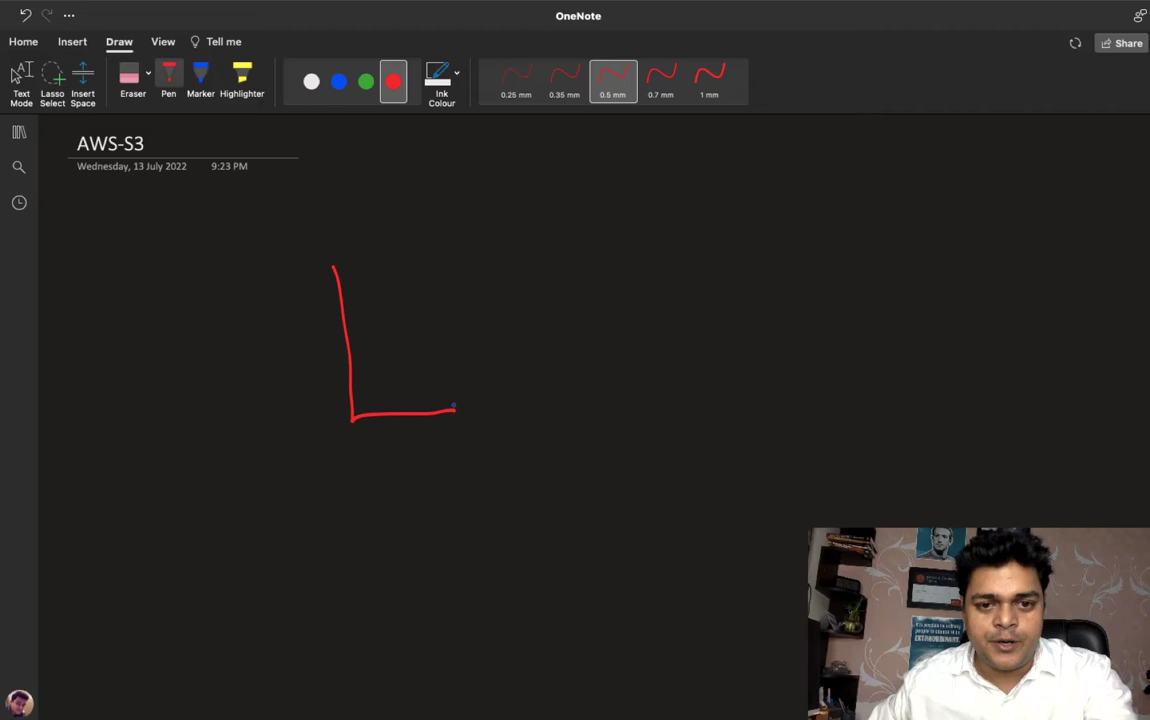 OneNote
Home Insert Draw View Tell me
Share
Text Mode
Lasso Select
Insert Space
Eraser
Pen
Marker
Highlighter
Ink Colour
0.25 mm
0.35 mm
0.5 mm
0.7 mm
1 mm
AWS-S3
Wednesday, 13 July 2022 9:23 PM
EXTRAORDINARY